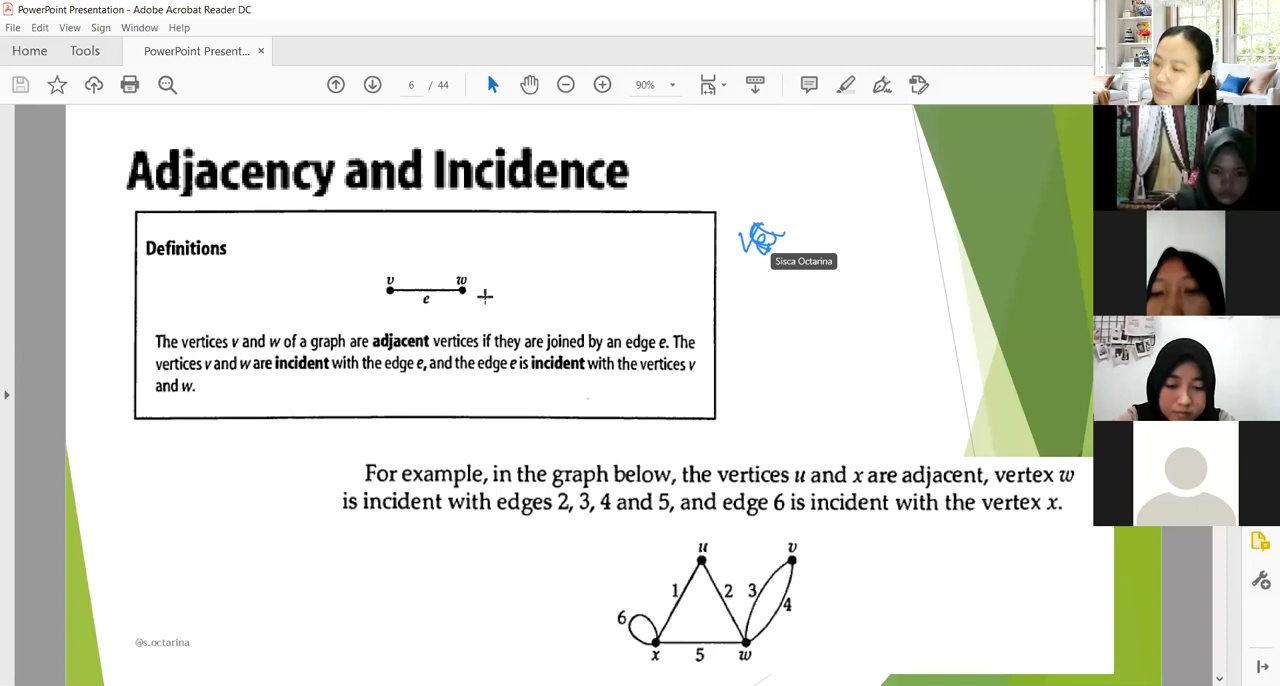 PowerPoint Presentation - Adobe Acrobat Reader DC
File Edit View Sign Window Help
Home Tools PowerPoint Present... ×
6 / 44 90%
Adjacency and Incidence
Definitions
v w
e
The vertices v and w of a graph are adjacent vertices if they are joined by an edge e. The
vertices v and w are incident with the edge e, and the edge e is incident with the vertices v
and w.
Sisca Octarina
For example, in the graph below, the vertices u and x are adjacent, vertex w
is incident with edges 2, 3, 4 and 5, and edge 6 is incident with the vertex x.
u v
1 2 3
4
6
x 5 w
@s.octarina